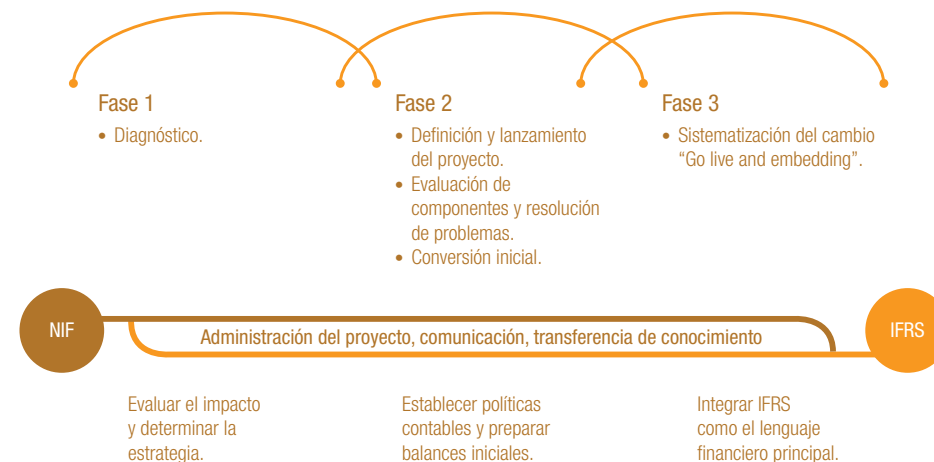 Fase 1
• Diagnóstico.
Fase 2
• Definición y lanzamiento
del proyecto.
• Evaluación de
componentes y resolución
de problemas.
• Conversión inicial.
Fase 3
• Sistematización del cambio
“Go live and embedding”.
NIF
Administración del proyecto, comunicación, transferencia de conocimiento
IFRS
Evaluar el impacto
y determinar la
estrategia.
Establecer políticas
contables y preparar
balances iniciales.
Integrar IFRS
como el lenguaje
financiero principal.